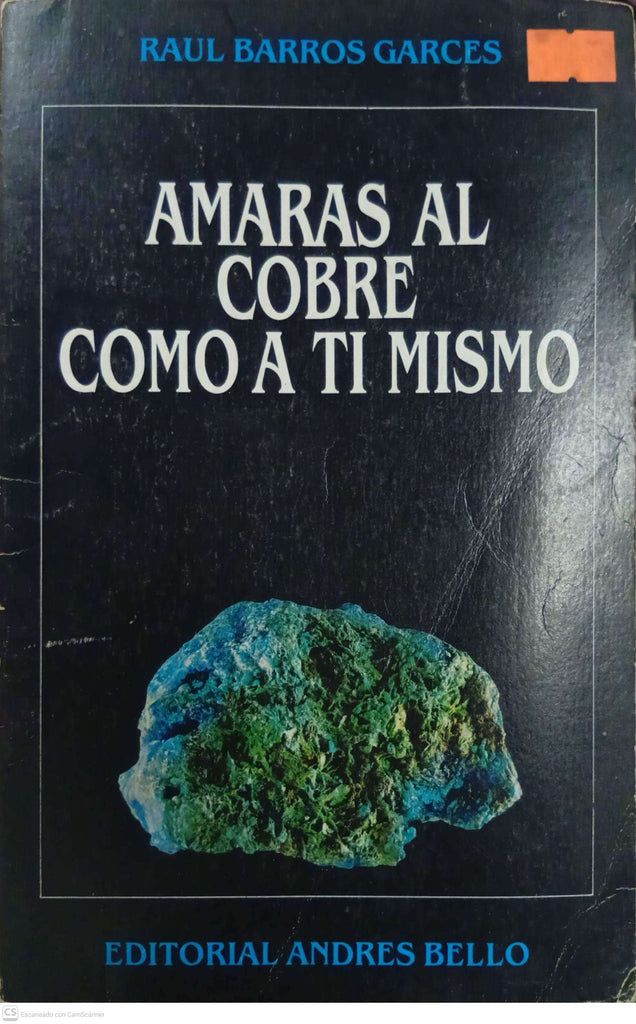 RAUL BARROS GARCES
AMARAS AL
COBRE
COMO A TI MISMO
EDITORIAL ANDRES BELLO
CS Escaneado con CamScanner